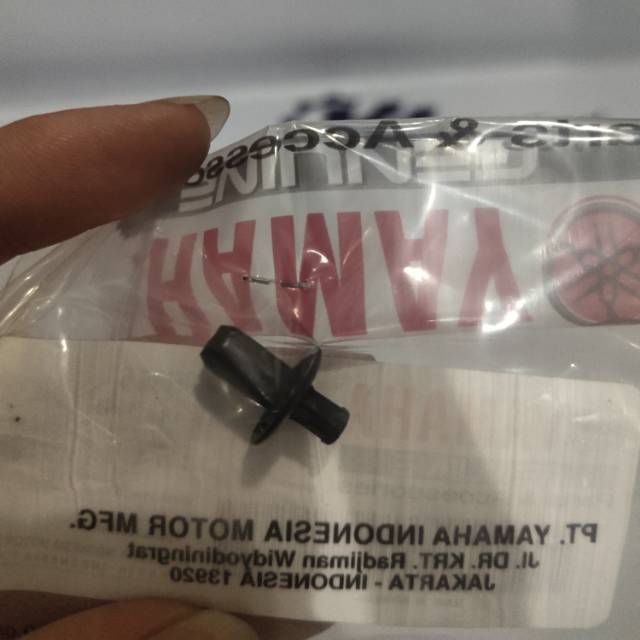 Parts & Accesso
GENUINE
YAMAHA
PT. YAMAHA INDONESIA MOTOR MFG.
Jl. DR. KRT. Radjiman Widyodiningrat
JAKARTA - INDONESIA 13920